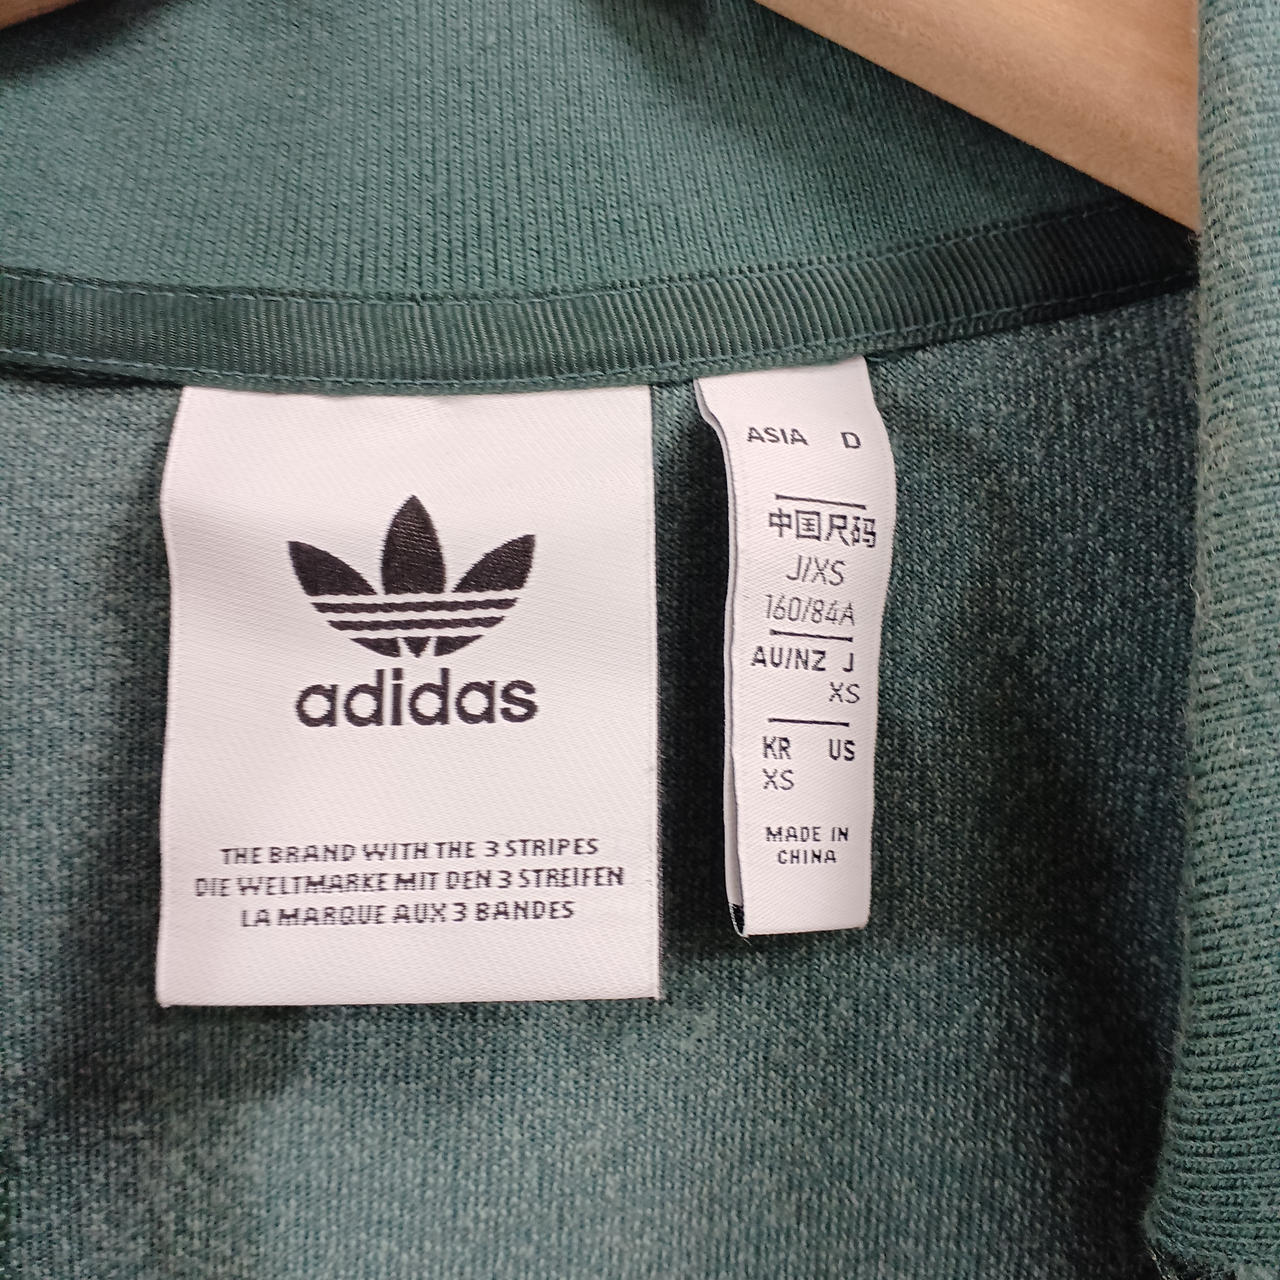 adidas
THE BRAND WITH THE 3 STRIPES
DIE WELTMARKE MIT DEN 3 STREIFEN
LA MARQUE AUX 3 BANDES
ASIA D
中国尺码
J/XS
160/84A
AU/NZ J
XS
KR US
XS
MADE IN
CHINA